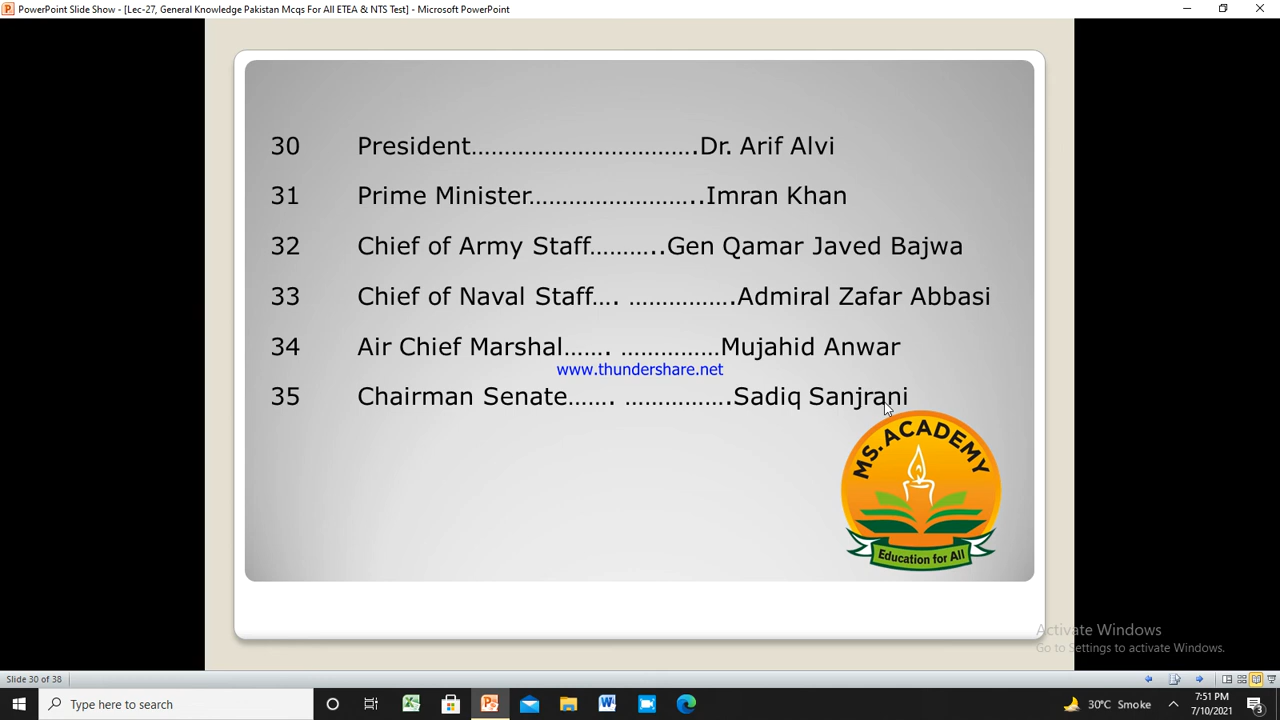 PowerPoint Slide Show - [Lec-27, General Knowledge Pakistan Mcqs For All ETEA & NTS Test] - Microsoft PowerPoint
30 President…………………………….Dr. Arif Alvi
31 Prime Minister……………………..Imran Khan
32 Chief of Army Staff………..Gen Qamar Javed Bajwa
33 Chief of Naval Staff…. …………….Admiral Zafar Abbasi
34 Air Chief Marshal……. ……………Mujahid Anwar
www.thundershare.net
35 Chairman Senate……. …………….Sadiq Sanjrani
MS.ACADEMY
Education for All
Activate Windows
Go to Settings to activate Windows.
Slide 30 of 38
Type here to search
30°C Smoke
7:51 PM
7/10/2021
3